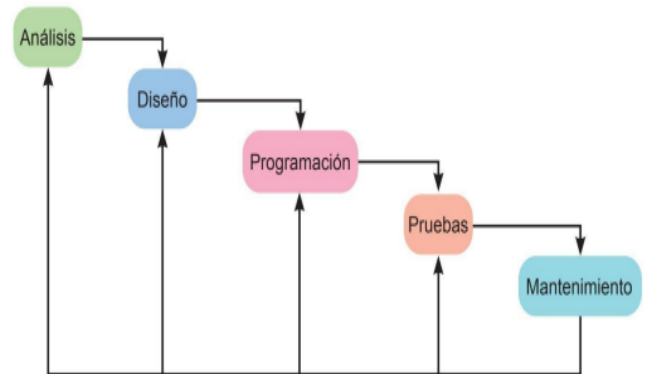 Análisis
Diseño
Programación
Pruebas
Mantenimiento